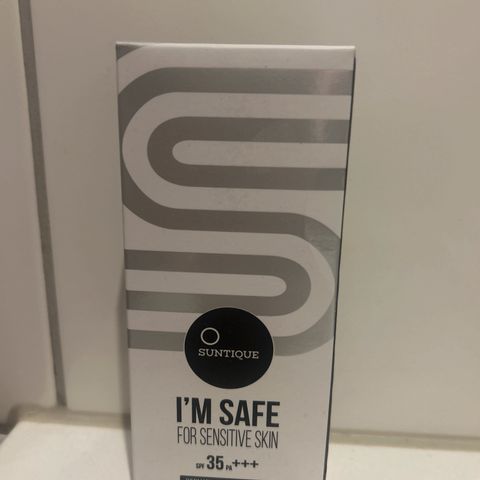 SUNTIQUE
I'M SAFE
FOR SENSITIVE SKIN
SPF 35 PA+++